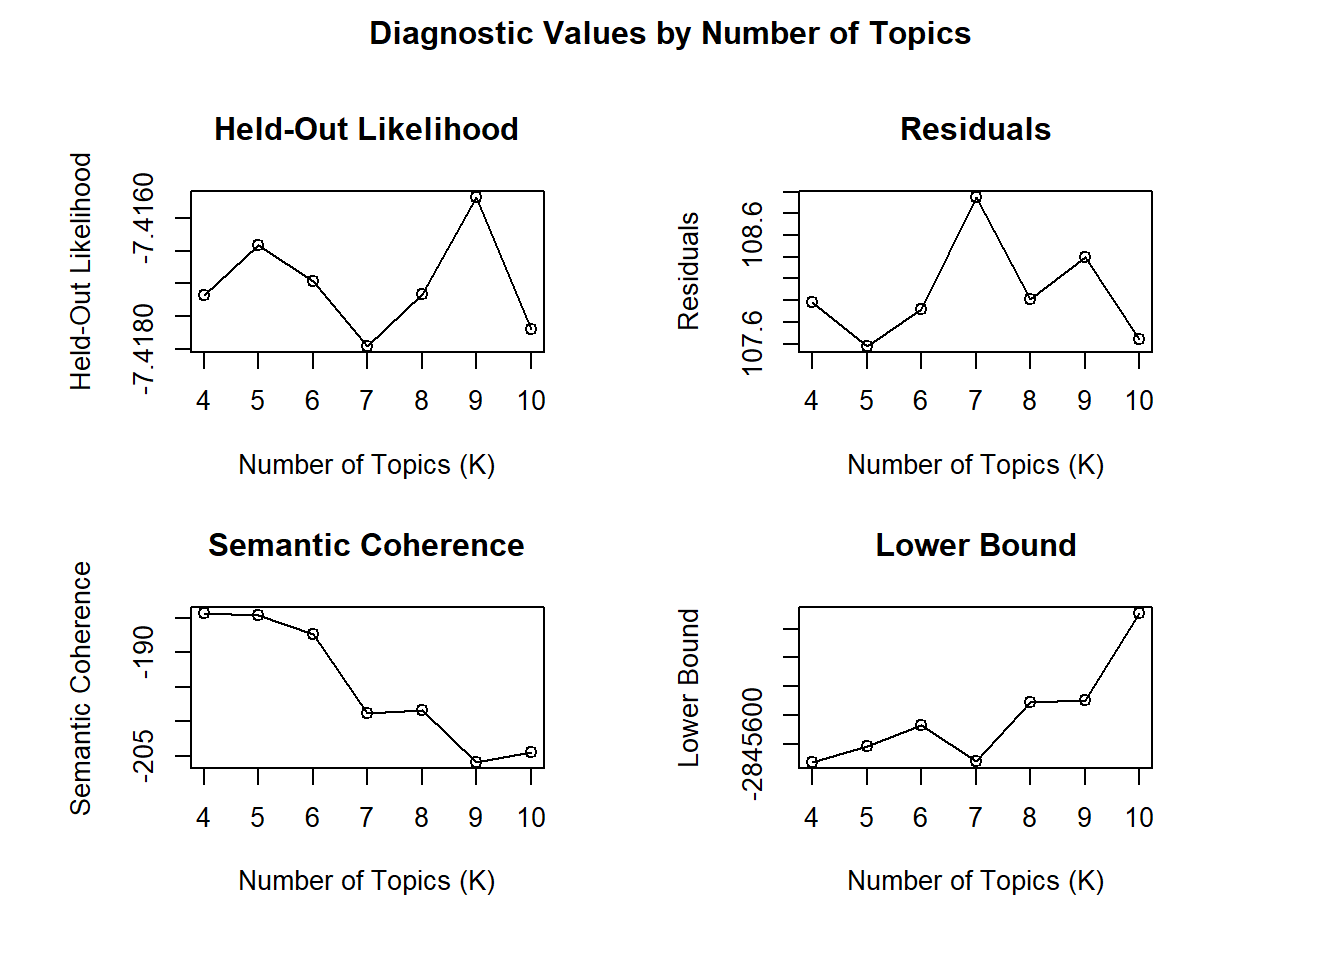 Diagnostic Values by Number of Topics
Held-Out Likelihood
Held-Out Likelihood
-7.4160
-7.4180
4 5 6 7 8 9 10
Number of Topics (K)
Residuals
Residuals
108.6
107.6
4 5 6 7 8 9 10
Number of Topics (K)
Semantic Coherence
Semantic Coherence
-190
-205
4 5 6 7 8 9 10
Number of Topics (K)
Lower Bound
Lower Bound
-2845600
4 5 6 7 8 9 10
Number of Topics (K)